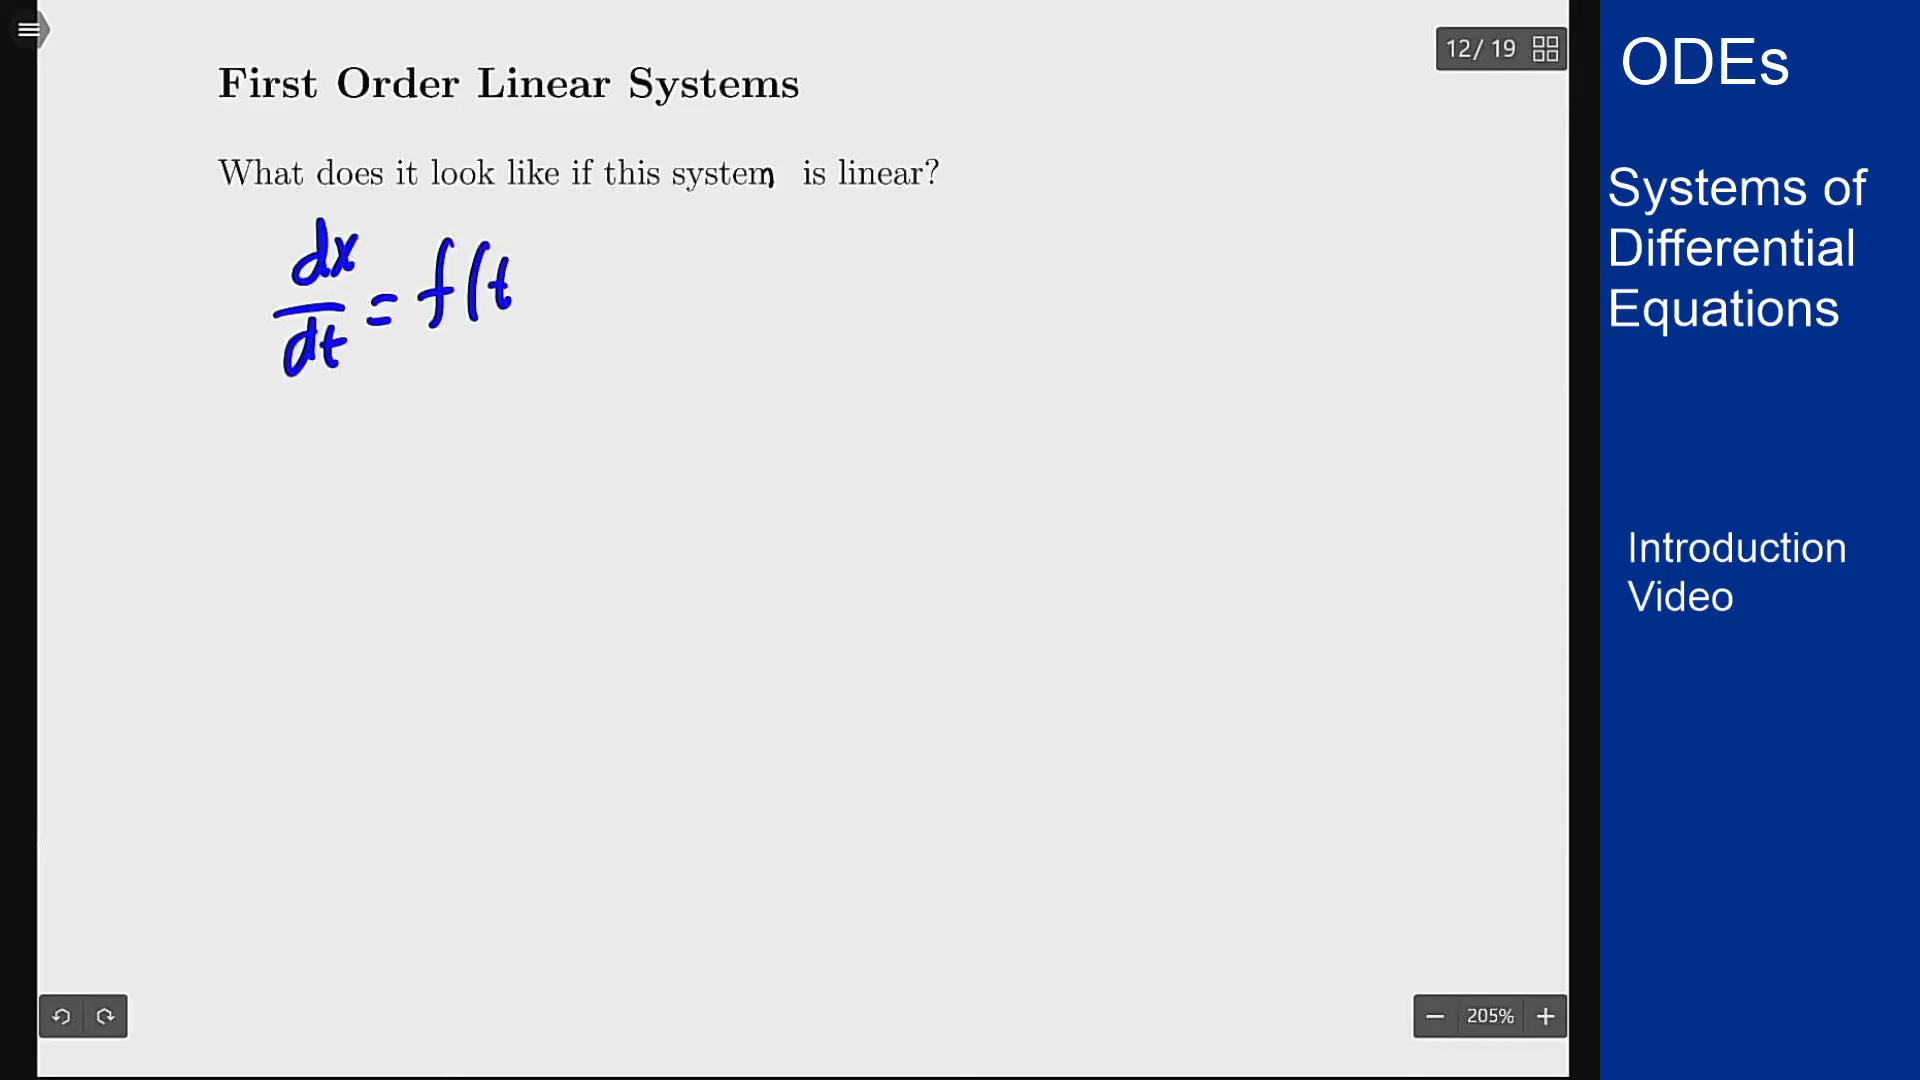 First Order Linear Systems
12/ 19
What does it look like if this system is linear?
dx
dt
= f(t
205%
ODEs
Systems of
Differential
Equations
Introduction
Video